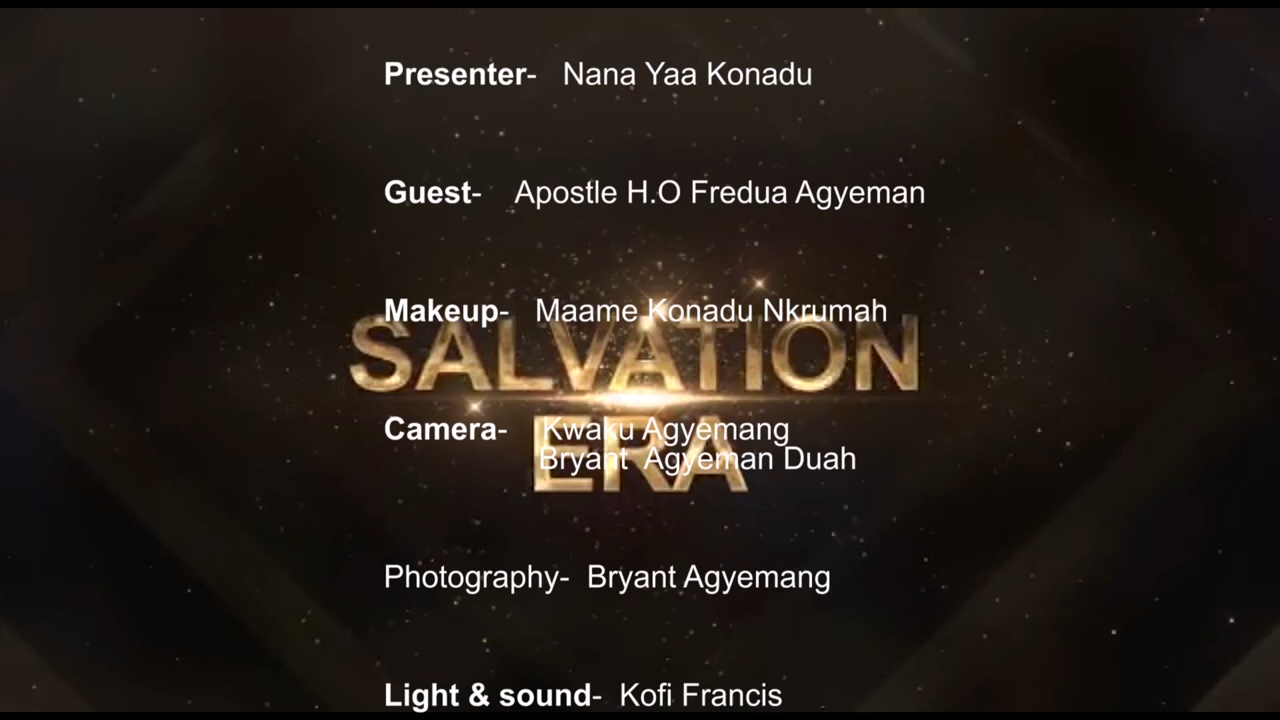 Presenter- Nana Yaa Konadu
Guest- Apostle H.O Fredua Agyeman
Makeup- Maame Konadu Nkrumah
SALVATION
ERA
Camera- Kwaku Agyemang
Bryant Agyeman Duah
Photography- Bryant Agyemang
Light & sound- Kofi Francis